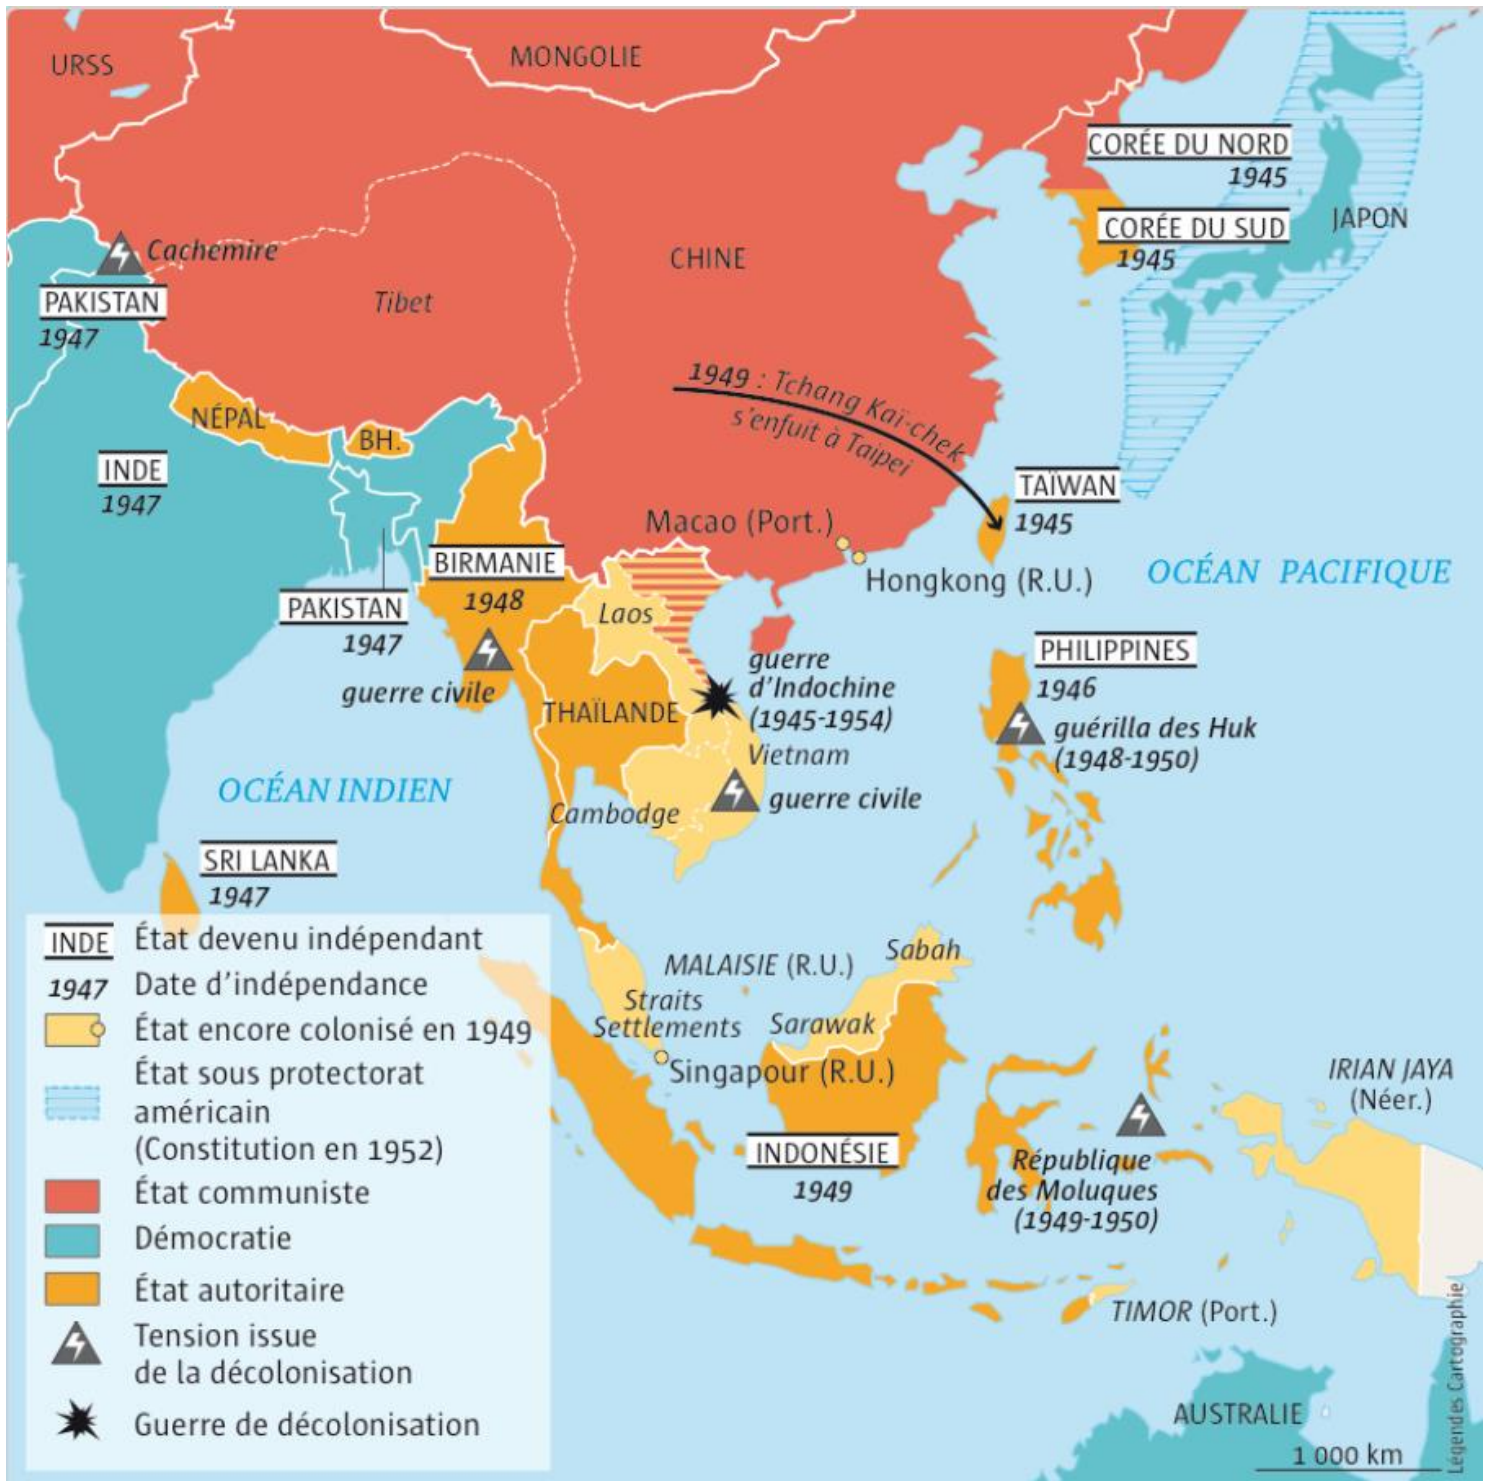 URSS
MONGOLIE
CORÉE DU NORD
1945
JAPON
CORÉE DU SUD
1945
CHINE
Cachemire
Tibet
PAKISTAN
1947
1949 : Tchang Kaï-chek
s'enfuit à Taipei
NÉPAL
BH.
INDE
1947
TAÏWAN
1945
Macao (Port.)
Hongkong (R.U.)
OCÉAN PACIFIQUE
BIRMANIE
1948
PAKISTAN
1947
Laos
guerre civile
THAÏLANDE
guerre
d'Indochine
(1945-1954)
Vietnam
PHILIPPINES
1946
guérilla des Huk
(1948-1950)
OCÉAN INDIEN
Cambodge
guerre civile
SRI LANKA
1947
MALAISIE (R.U.)
Sabah
Straits
Settlements
Sarawak
Singapour (R.U.)
INDONÉSIE
1949
République
des Moluques
(1949-1950)
IRIAN JAYA
(Néer.)
TIMOR (Port.)
AUSTRALIE
1 000 km
Légendes Cartographie
INDE État devenu indépendant
1947 Date d'indépendance
État encore colonisé en 1949
État sous protectorat
américain
(Constitution en 1952)
État communiste
Démocratie
État autoritaire
Tension issue
de la décolonisation
Guerre de décolonisation